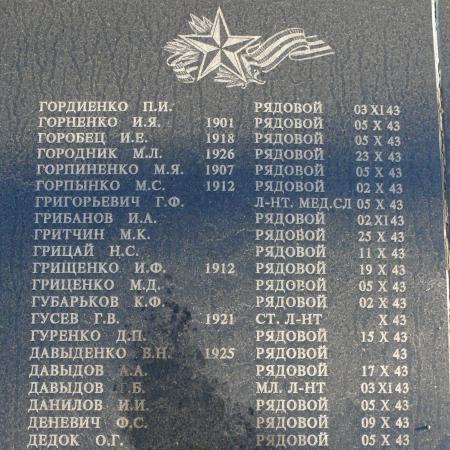 ГОРДИЕНКО П.И. РЯДОВОЙ 03 XI 43
ГОРНЕНКО И.Я. 1901 РЯДОВОЙ 05 X 43
ГОРОБЕЦ И.Е. 1918 РЯДОВОЙ 05 X 43
ГОРОДНИК М.Л. 1926 РЯДОВОЙ 23 X 43
ГОРПИНЕНКО М.Я. 1907 РЯДОВОЙ 05 X 43
ГОРПЫНКО М.С. 1912 РЯДОВОЙ 02 X 43
ГРИГОРЬЕВИЧ Г.Ф. Л-НТ. МЕД.СЛ 05 X 43
ГРИБАНОВ И.А. РЯДОВОЙ 02 XI 43
ГРИТЧИН М.К. РЯДОВОЙ 25 X 43
ГРИЦАЙ Н.С. РЯДОВОЙ 11 X 43
ГРИЩЕНКО И.Ф. 1912 РЯДОВОЙ 19 X 43
ГРИЦЕНКО М.Д. РЯДОВОЙ 05 X 43
ГУБАРЬКОВ К.Ф. РЯДОВОЙ 02 X 43
ГУСЕВ Г.В. 1921 СТ. Л-НТ X 43
ГУРЕНКО Д.П. РЯДОВОЙ 15 X 43
ДАВЫДЕНКО В.Н. 1925 РЯДОВОЙ 43
ДАВЫДОВ А.А. РЯДОВОЙ 17 X 43
ДАВЫДОВ Г.Б. МЛ. Л-НТ 03 XI 43
ДАНИЛОВ И.И. РЯДОВОЙ 05 X 43
ДЕНЕВИЧ Ф.С. РЯДОВОЙ 09 X 43
ДЕДОК О.Г. РЯДОВОЙ 05 X 43